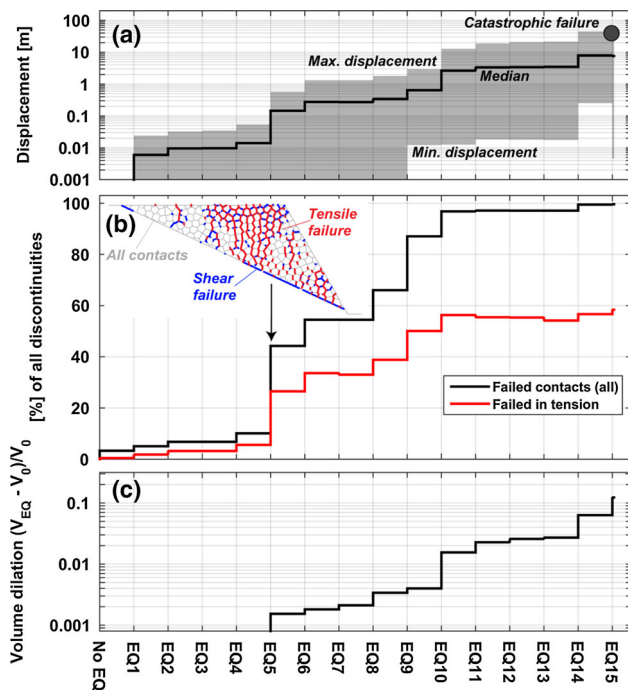 (a)
Catastrophic failure
Max. displacement
Median
Min. displacement
Displacement [m]
100
10
1
0.1
0.01
0.001
(b)
Tensile
failure
All contacts
Shear
failure
[%] of all discontinuities
100
80
60
40
20
0
Failed contacts (all)
Failed in tension
(c)
Volume dilation (V_EQ - V_0)/V_0
0.1
0.01
0.001
No EQ
EQ1
EQ2
EQ3
EQ4
EQ5
EQ6
EQ7
EQ8
EQ9
EQ10
EQ11
EQ12
EQ13
EQ14
EQ15